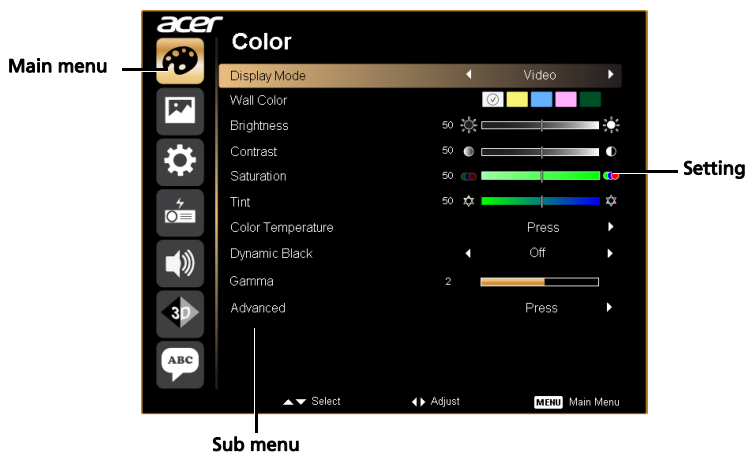 acer
Color
Main menu
Display Mode Video
Wall Color
Brightness 50
Contrast 50
Saturation 50
Setting
Tint 50
Color Temperature Press
Dynamic Black Off
Gamma 2
3D
Advanced Press
ABC
Select Adjust MENU Main Menu
Sub menu